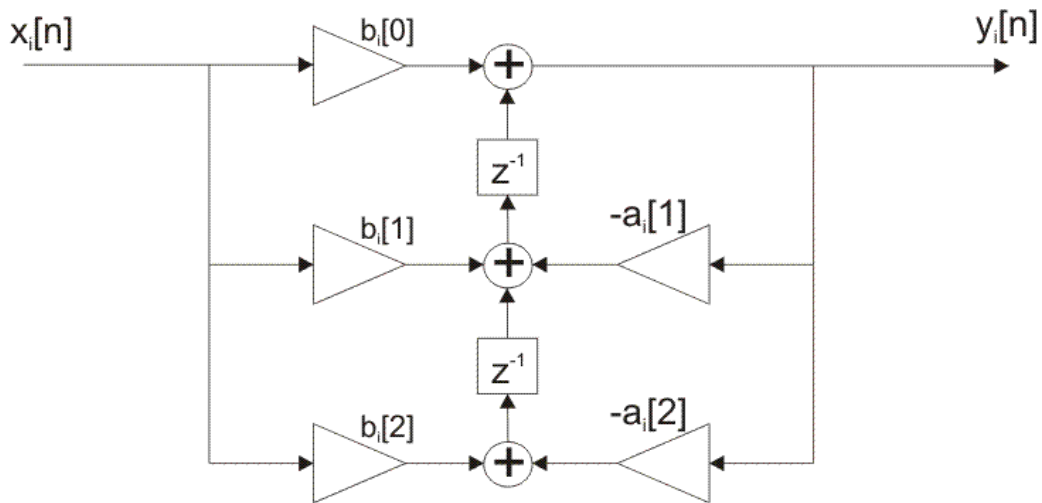 xᵢ[n]
bᵢ[0]
+
yᵢ[n]
z⁻¹
bᵢ[1]
+
-aᵢ[1]
z⁻¹
bᵢ[2]
+
-aᵢ[2]